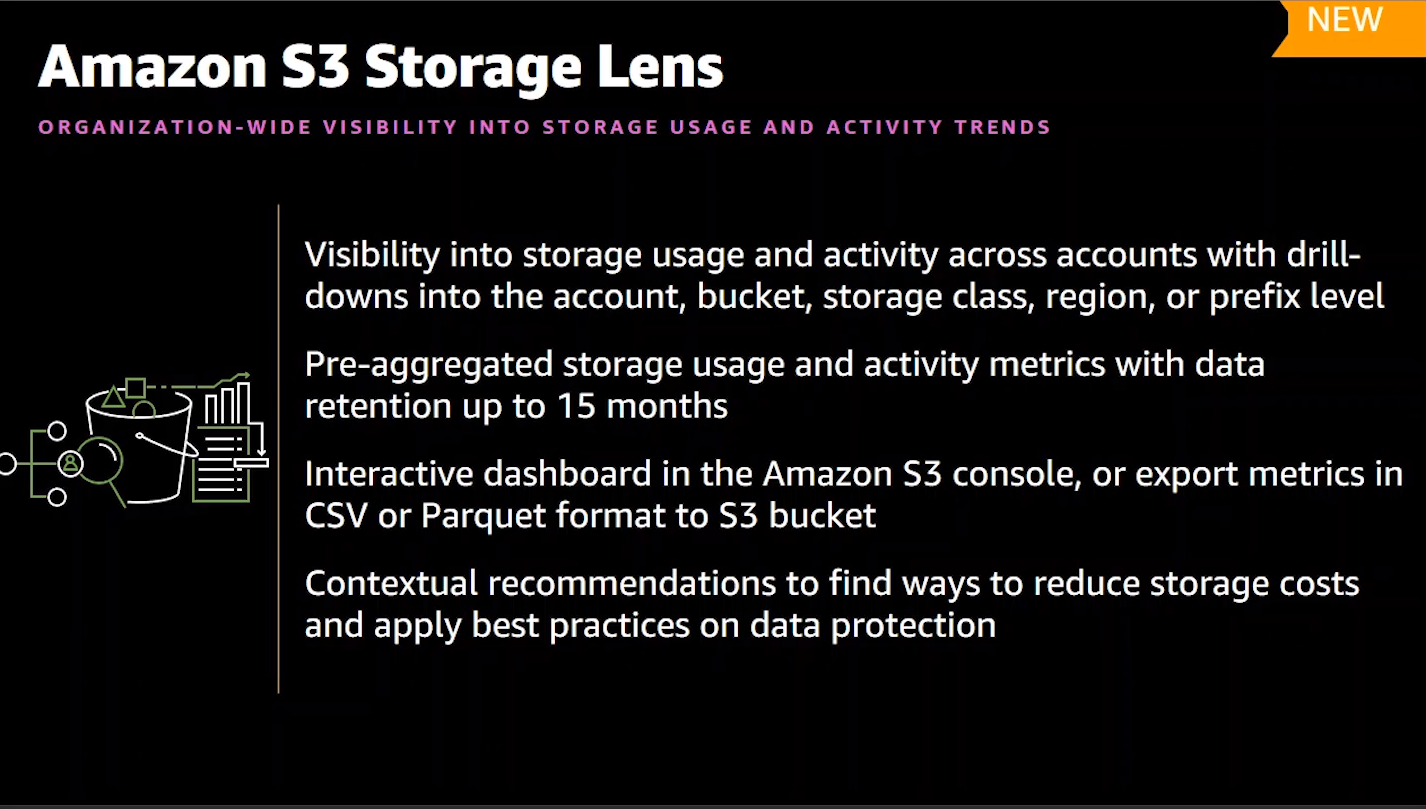 NEW
Amazon S3 Storage Lens
ORGANIZATION-WIDE VISIBILITY INTO STORAGE USAGE AND ACTIVITY TRENDS
Visibility into storage usage and activity across accounts with drill-
downs into the account, bucket, storage class, region, or prefix level
Pre-aggregated storage usage and activity metrics with data
retention up to 15 months
Interactive dashboard in the Amazon S3 console, or export metrics in
CSV or Parquet format to S3 bucket
Contextual recommendations to find ways to reduce storage costs
and apply best practices on data protection